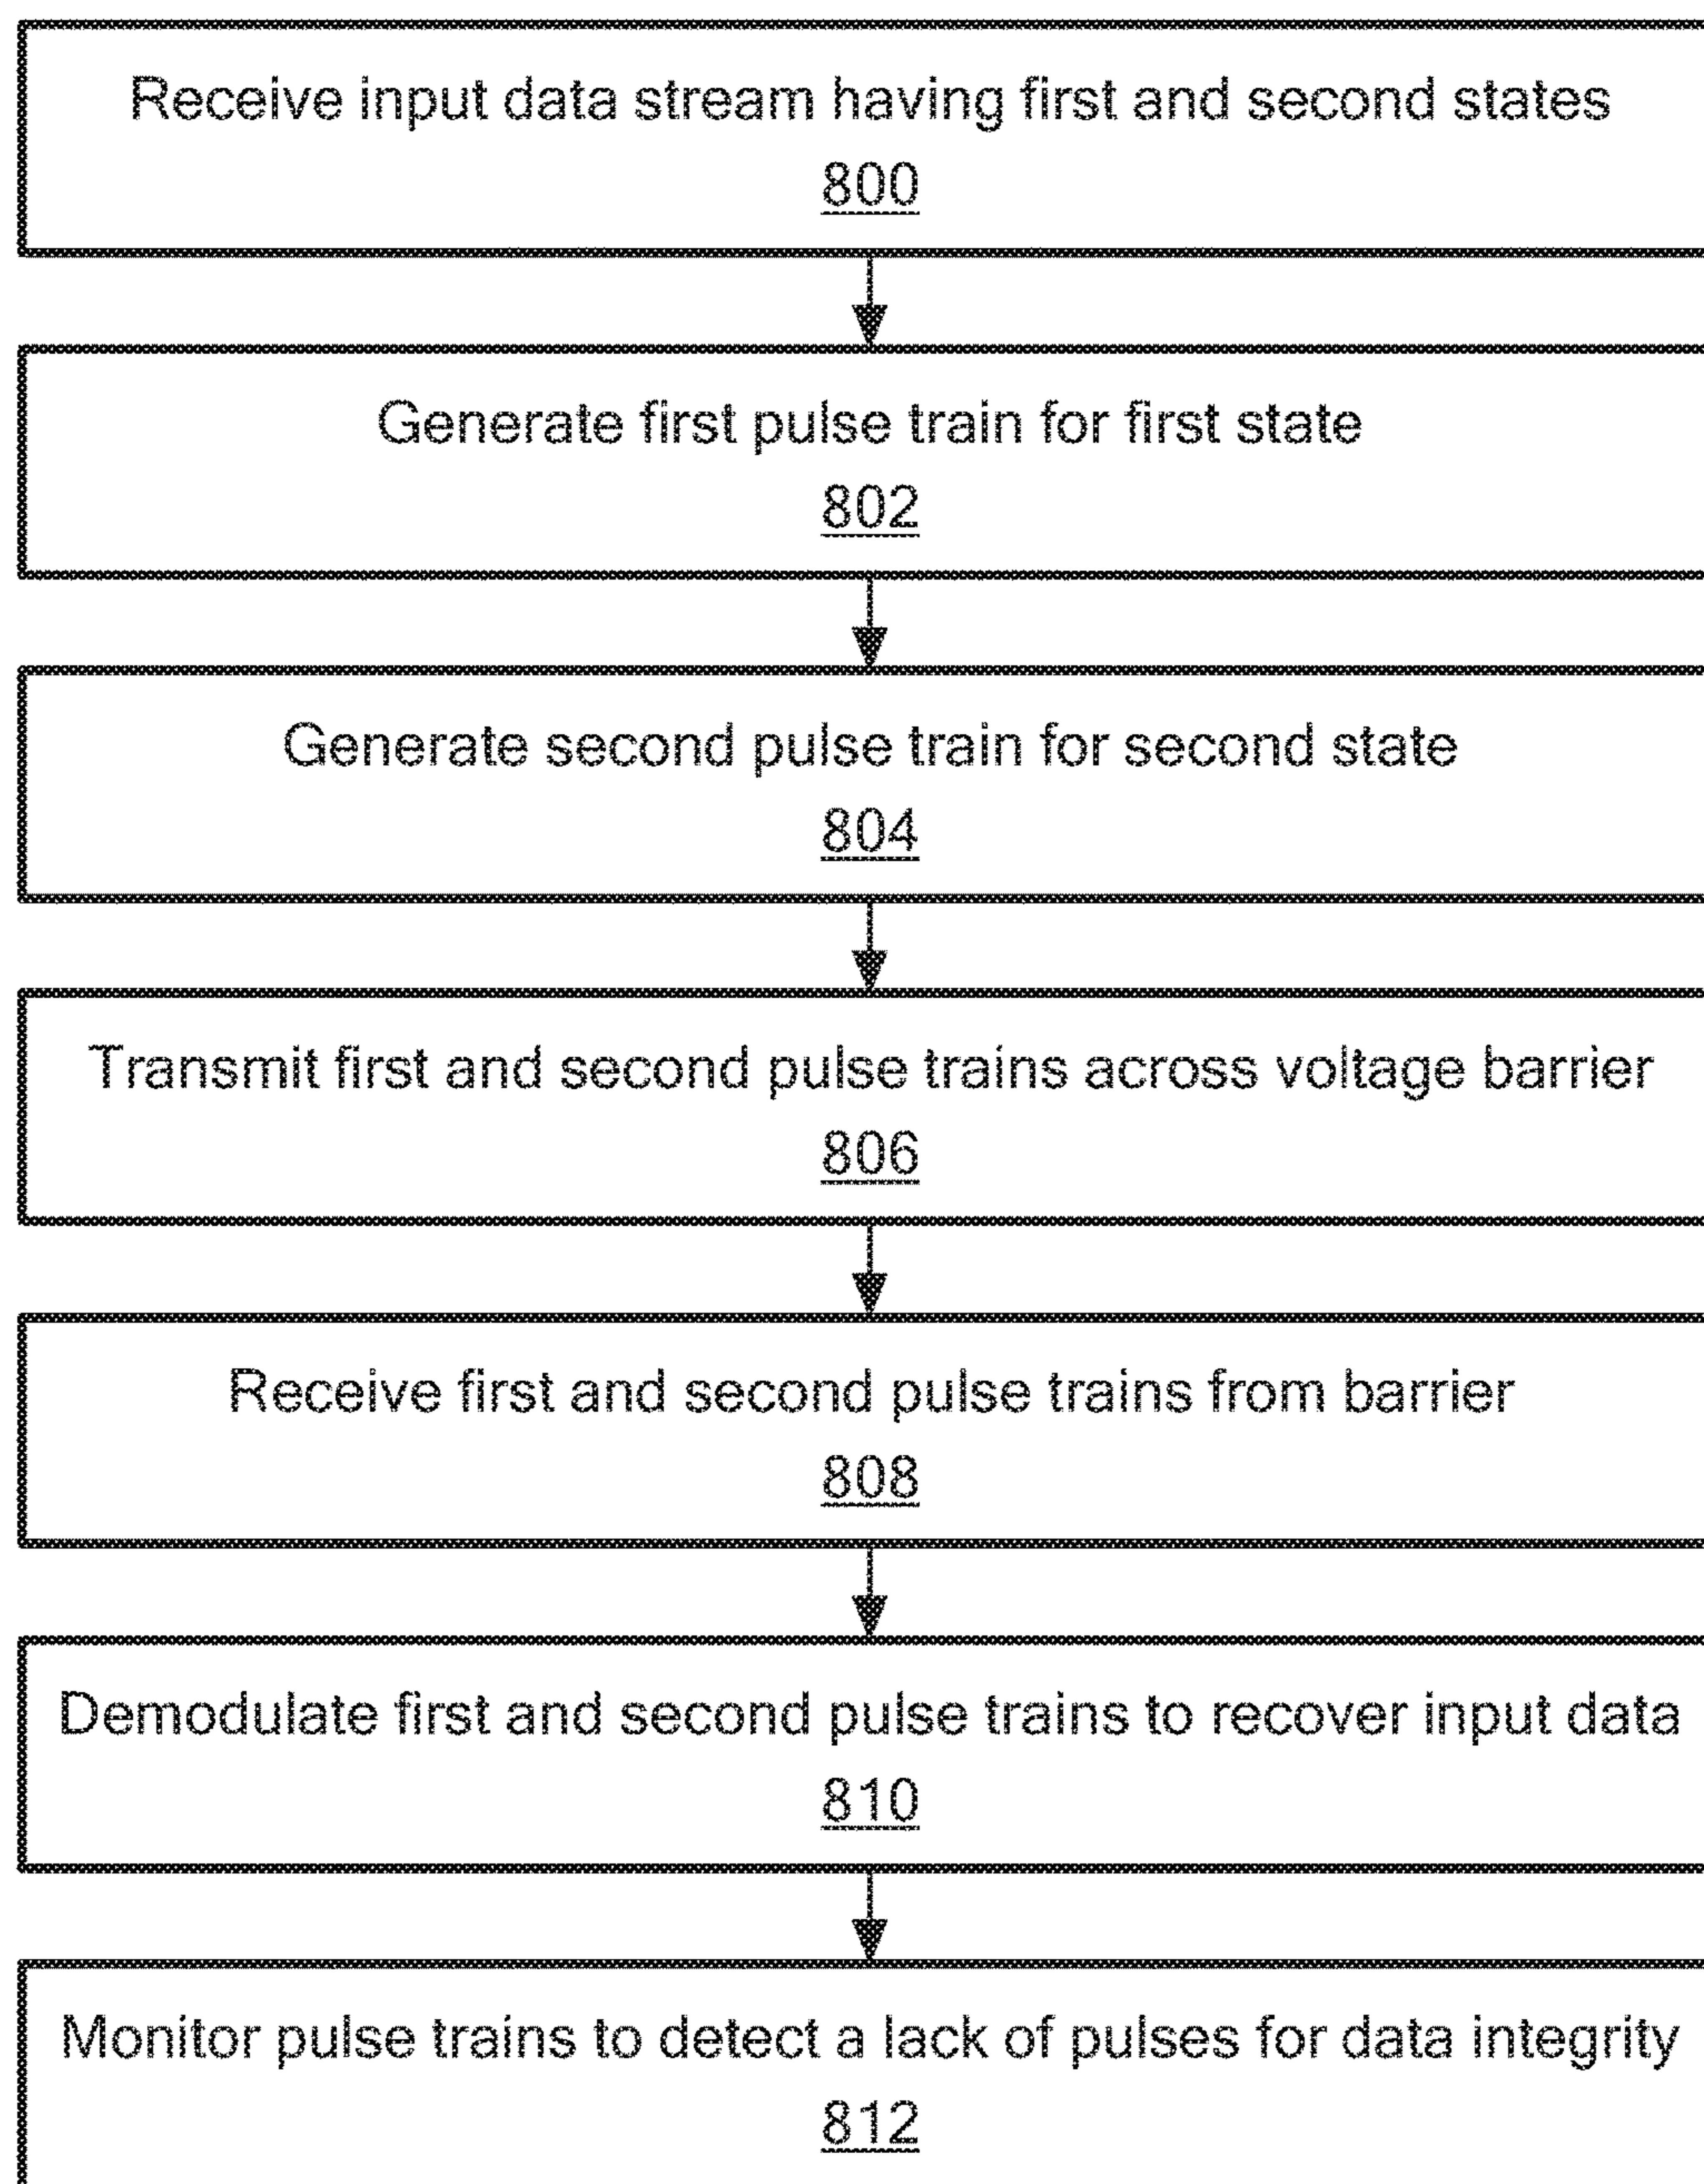 Receive input data stream having first and second states
800
Generate first pulse train for first state
802
Generate second pulse train for second state
804
Transmit first and second pulse trains across voltage barrier
806
Receive first and second pulse trains from barrier
808
Demodulate first and second pulse trains to recover input data
810
Monitor pulse trains to detect a lack of pulses for data integrity
812